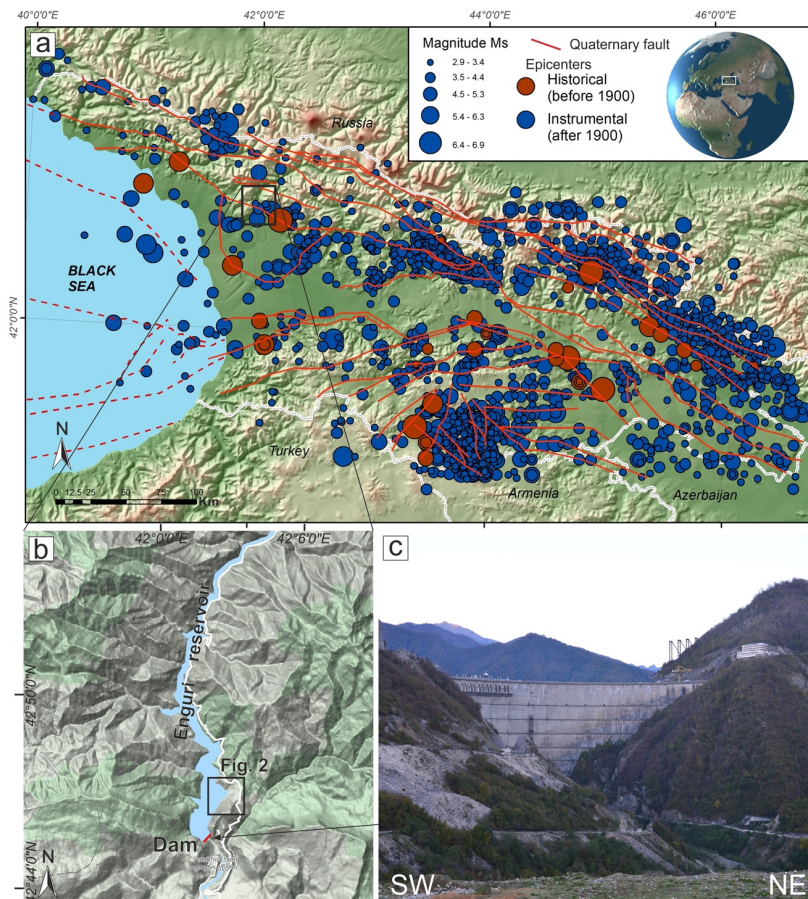 40°0'0"E
42°0'0"E
44°0'0"E
46°0'0"E
a
Magnitude Ms
2.9 - 3.4
3.5 - 4.4
4.5 - 5.3
5.4 - 6.3
6.4 - 6.9
Quaternary fault
Epicenters
Historical
(before 1900)
Instrumental
(after 1900)
Russia
BLACK
SEA
42°0'0"N
42°0'0"N
N
Turkey
Armenia
Azerbaijan
0 12.5 25 50 75 100
Km
b
42°0'0"E
42°6'0"E
Enguri reservoir
42°50'0"N
Fig. 2
Dam
42°44'0"N
N
c
SW
NE